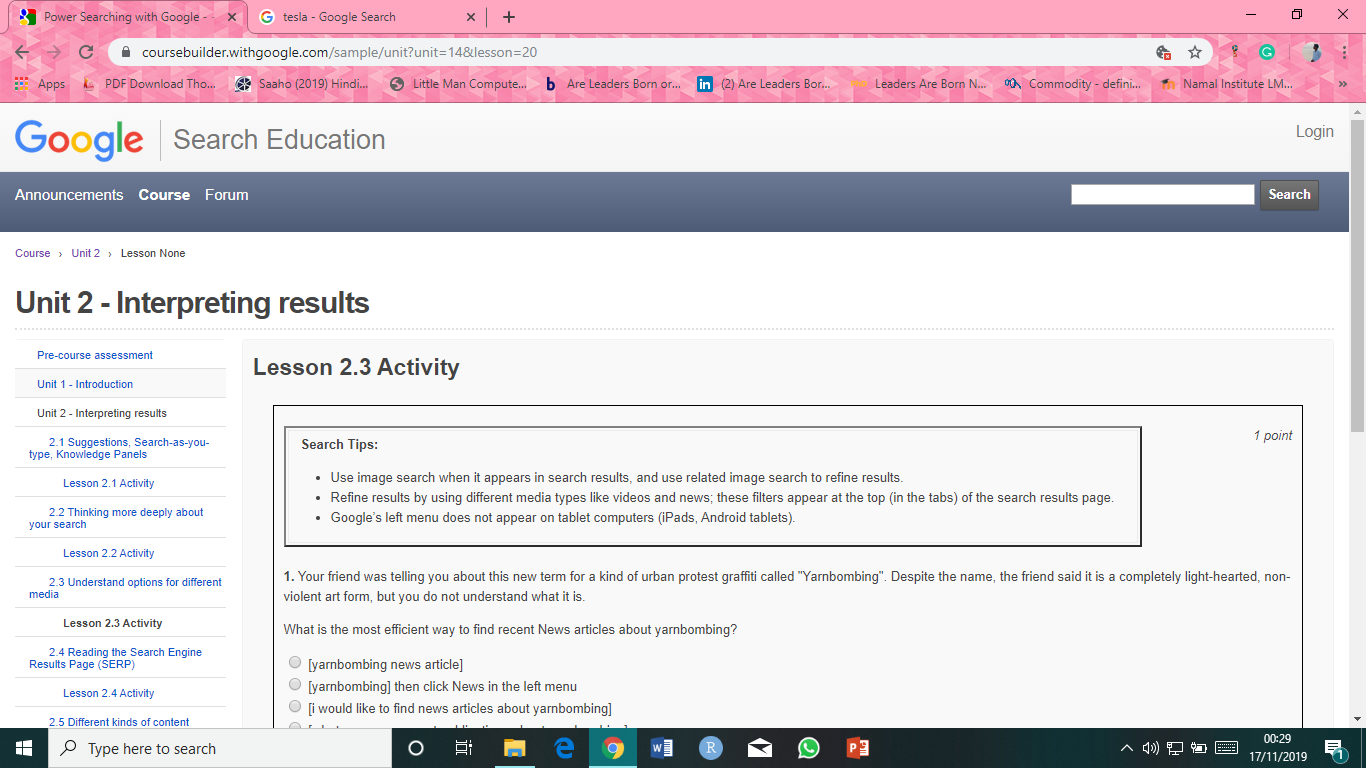 Power Searching with Google -
tesla - Google Search
coursebuilder.withgoogle.com/sample/unit?unit=14&lesson=20
Apps
PDF Download Tho...
Saaho (2019) Hindi...
Little Man Compute...
Are Leaders Born or...
(2) Are Leaders Bor...
Leaders Are Born N...
Commodity - defini...
Namal Institute LM...
Google Search Education
Login
Announcements Course Forum
Search
Course › Unit 2 › Lesson None
Unit 2 - Interpreting results
Pre-course assessment
Unit 1 - Introduction
Unit 2 - Interpreting results
2.1 Suggestions, Search-as-you-
type, Knowledge Panels
Lesson 2.1 Activity
2.2 Thinking more deeply about
your search
Lesson 2.2 Activity
2.3 Understand options for different
media
Lesson 2.3 Activity
2.4 Reading the Search Engine
Results Page (SERP)
Lesson 2.4 Activity
2.5 Different kinds of content
Lesson 2.3 Activity
1 point
Search Tips:
• Use image search when it appears in search results, and use related image search to refine results.
• Refine results by using different media types like videos and news; these filters appear at the top (in the tabs) of the search results page.
• Google's left menu does not appear on tablet computers (iPads, Android tablets).
1. Your friend was telling you about this new term for a kind of urban protest graffiti called "Yarnbombing". Despite the name, the friend said it is a completely light-hearted, non-
violent art form, but you do not understand what it is.
What is the most efficient way to find recent News articles about yarnbombing?
[yarnbombing news article]
[yarnbombing] then click News in the left menu
[i would like to find news articles about yarnbombing]
Type here to search
00:29
17/11/2019
1